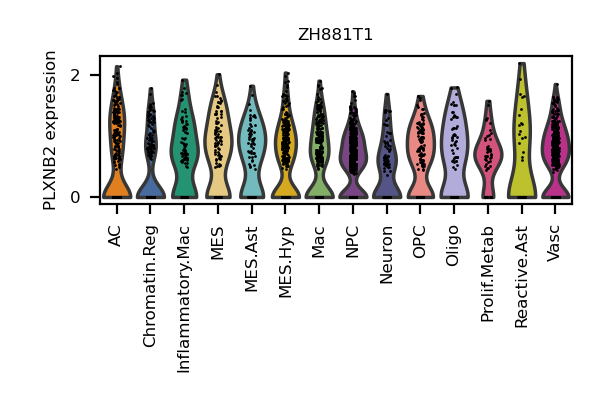 ZH881T1
PLXNB2 expression
2
0
AC
Chromatin.Reg
Inflammatory.Mac
MES
MES.Ast
MES.Hyp
Mac
NPC
Neuron
OPC
Oligo
Prolif.Metab
Reactive.Ast
Vasc